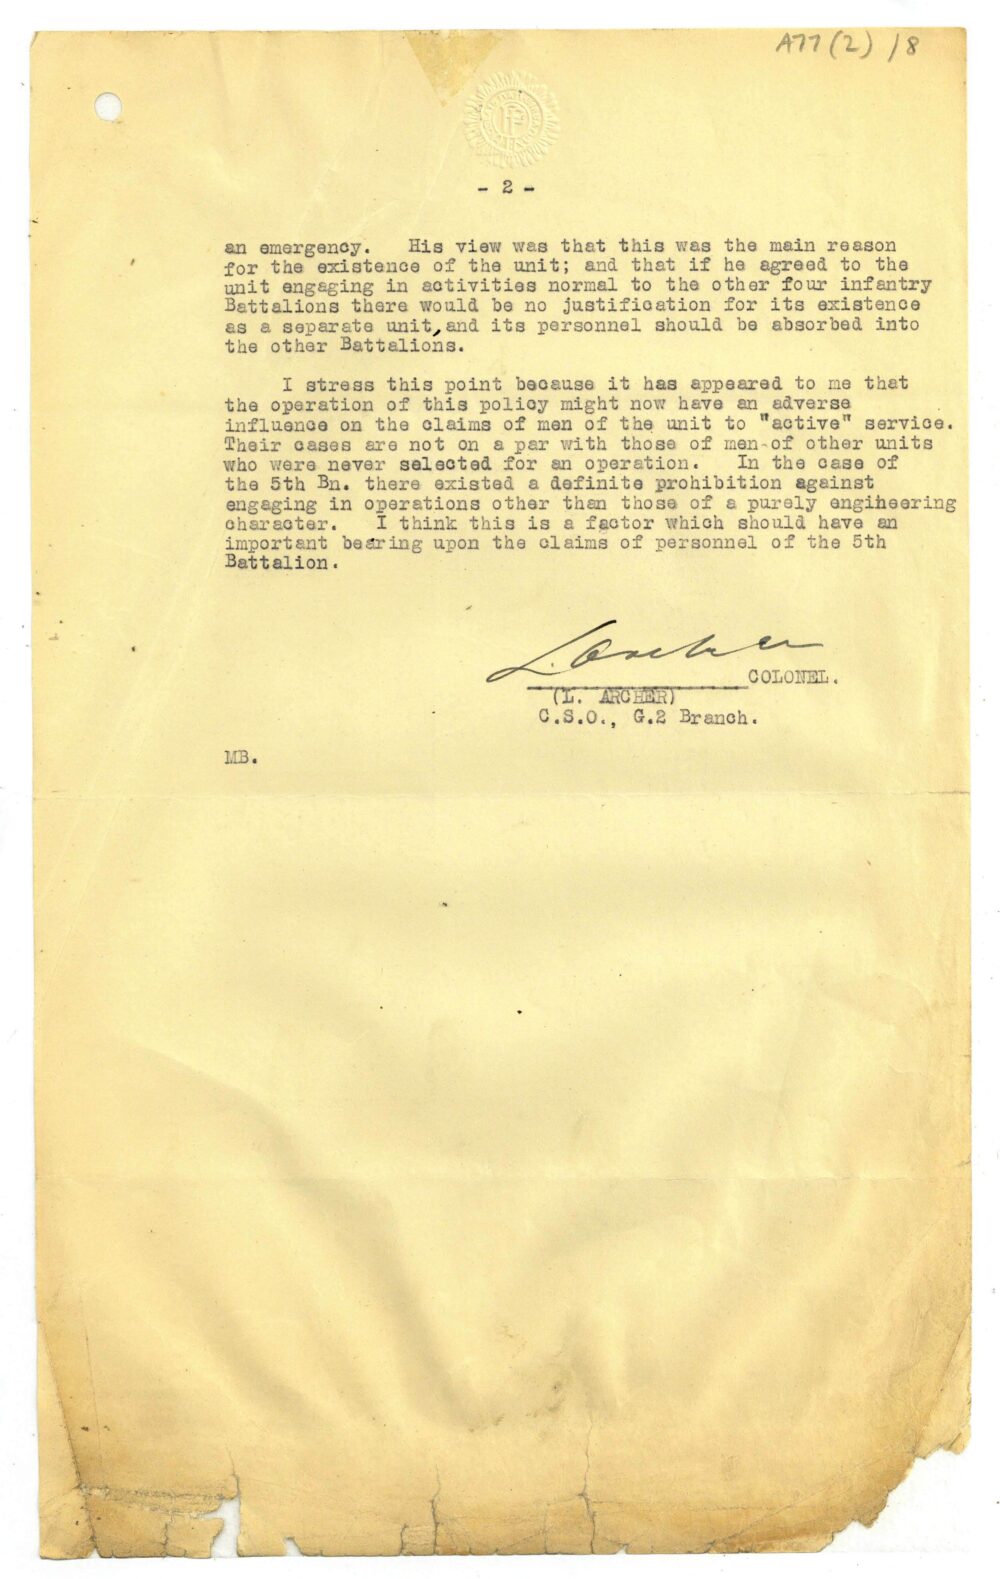 A77(2) /8
- 2 -
an emergency. His view was that this was the main reason
for the existence of the unit; and that if he agreed to the
unit engaging in activities normal to the other four infantry
Battalions there would be no justification for its existence
as a separate unit, and its personnel should be absorbed into
the other Battalions.
I stress this point because it has appeared to me that
the operation of this policy might now have an adverse
influence on the claims of men of the unit to "active" service.
Their cases are not on a par with those of men of other units
who were never selected for an operation. In the case of
the 5th Bn. there existed a definite prohibition against
engaging in operations other than those of a purely engineering
character. I think this is a factor which should have an
important bearing upon the claims of personnel of the 5th
Battalion.
L. Archer
COLONEL.
(L. ARCHER)
C.S.O., G.2 Branch.
MB.